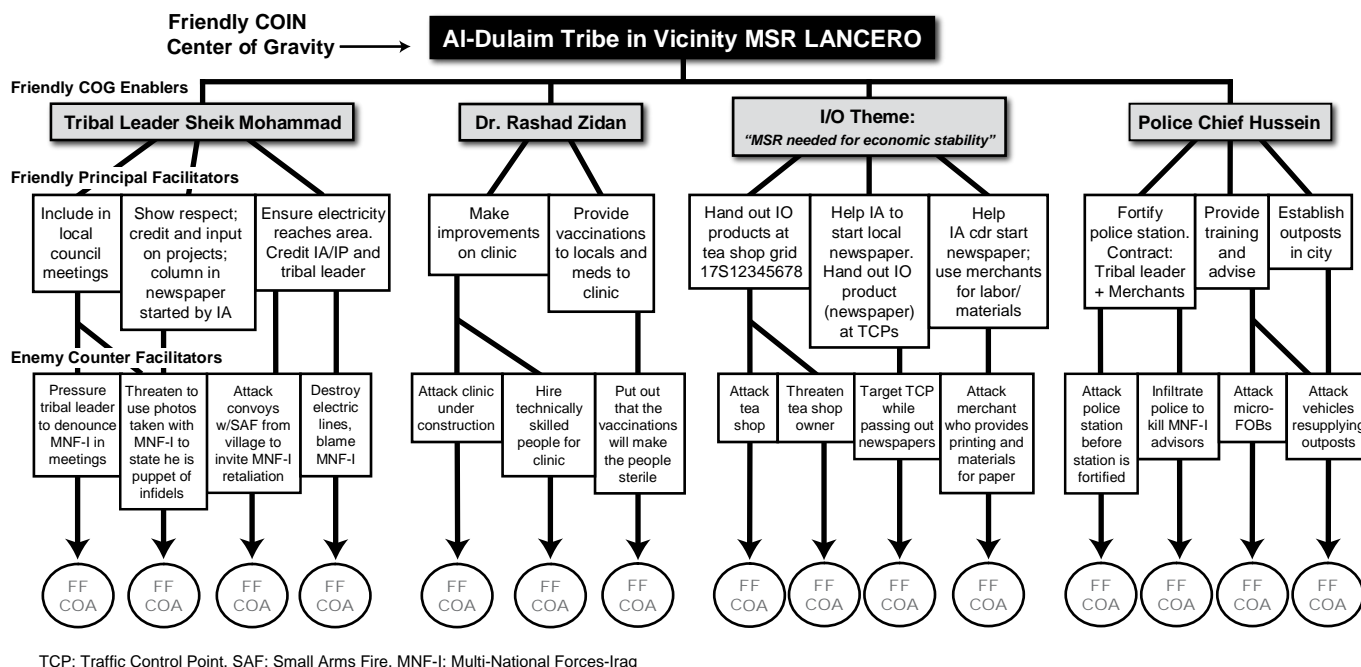 Friendly COIN
Center of Gravity
Al-Dulaim Tribe in Vicinity MSR LANCERO
Friendly COG Enablers
Tribal Leader Sheik Mohammad
Dr. Rashad Zidan
I/O Theme:
“MSR needed for economic stability”
Police Chief Hussein
Friendly Principal Facilitators
Include in
local
council
meetings
Show respect;
credit and input
on projects;
column in
newspaper
started by IA
Ensure electricity
reaches area.
Credit IA/IP and
tribal leader
Make
improvements
on clinic
Provide
vaccinations
to locals and
meds to
clinic
Hand out IO
products at
tea shop grid
17S12345678
Help IA to
start local
newspaper.
Hand out IO
product
(newspaper)
at TCPs
Help
IA cdr start
newspaper;
use merchants
for labor/
materials
Fortify
police station.
Contract:
Tribal leader
+ Merchants
Provide
training
and
advise
Establish
outposts
in city
Enemy Counter Facilitators
Pressure
tribal leader
to denounce
MNF-I in
meetings
Threaten to
use photos
taken with
MNF-I to
state he is
puppet of
infidels
Attack
convoys
w/SAF from
village to
invite MNF-I
retaliation
Destroy
electric
lines,
blame
MNF-I
Attack clinic
under
construction
Hire
technically
skilled
people for
clinic
Put out
that the
vaccinations
will make
the people
sterile
Attack
tea
shop
Threaten
tea shop
owner
Target TCP
while
passing out
newspapers
Attack
merchant
who provides
printing and
materials
for paper
Attack
police
station
before
station is
fortified
Infiltrate
police to
kill MNF-I
advisors
Attack
micro-
FOBs
Attack
vehicles
resupplying
outposts
FF
COA
FF
COA
FF
COA
FF
COA
FF
COA
FF
COA
FF
COA
FF
COA
FF
COA
FF
COA
FF
COA
FF
COA
FF
COA
FF
COA
FF
COA
TCP: Traffic Control Point, SAF: Small Arms Fire, MNF-I: Multi-National Forces-Iraq